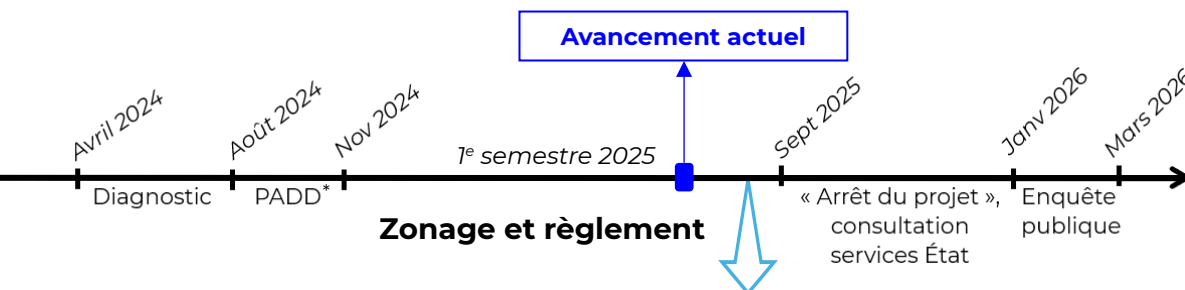 Avancement actuel
Avril 2024
Août 2024
Nov 2024
1e semestre 2025
Sept 2025
Janv 2026
Mars 2026
Diagnostic
PADD*
Zonage et règlement
« Arrêt du projet »,
consultation
services État
Enquête
publique